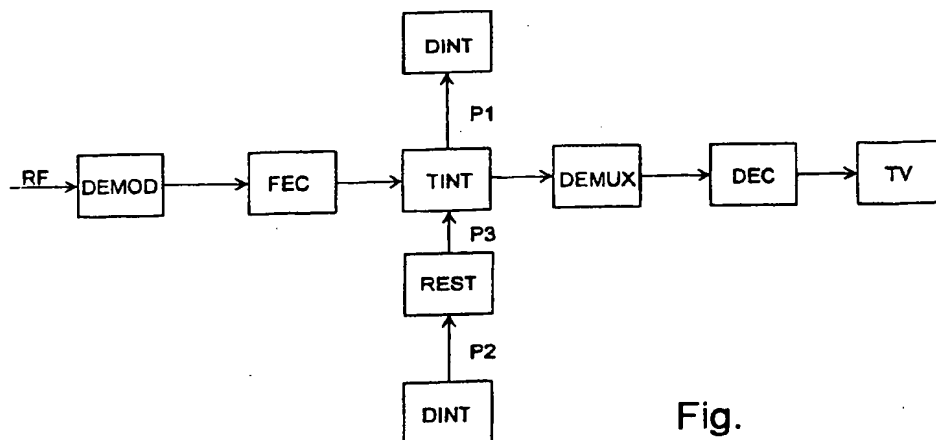 DINT
P1
RF
DEMOD
FEC
TINT
DEMUX
DEC
TV
P3
REST
P2
DINT
Fig.